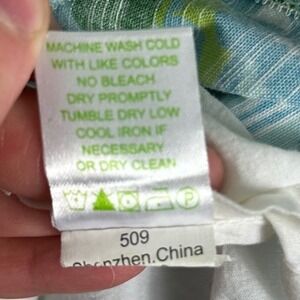 MACHINE WASH COLD
WITH LIKE COLORS
NO BLEACH
DRY PROMPTLY
TUMBLE DRY LOW
COOL IRON IF
NECESSARY
OR DRY CLEAN
P
509
Shenzhen.China